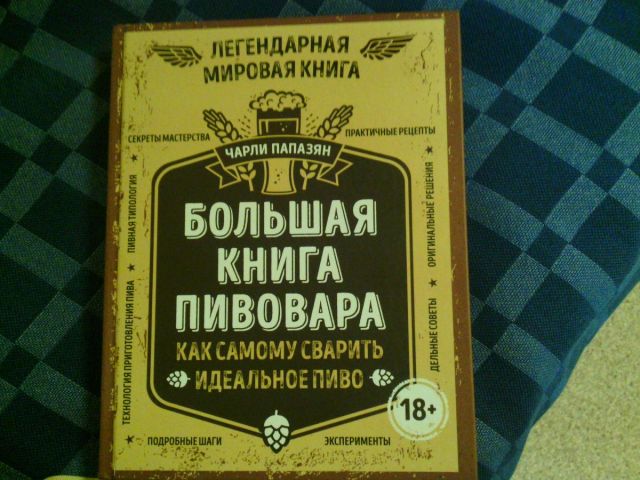 ЛЕГЕНДАРНАЯ
МИРОВАЯ КНИГА
СЕКРЕТЫ МАСТЕРСТВА
ПРАКТИЧНЫЕ РЕЦЕПТЫ
ЧАРЛИ ПАПАЗЯН
ПИВНАЯ ТИПОЛОГИЯ
ОРИГИНАЛЬНЫЕ РЕШЕНИЯ
БОЛЬШАЯ
КНИГА
ПИВОВАРА
КАК САМОМУ СВАРИТЬ
ИДЕАЛЬНОЕ ПИВО
ТЕХНОЛОГИЯ ПРИГОТОВЛЕНИЯ ПИВА
ДЕЛЬНЫЕ СОВЕТЫ
18+
ПОДРОБНЫЕ ШАГИ
ЭКСПЕРИМЕНТЫ